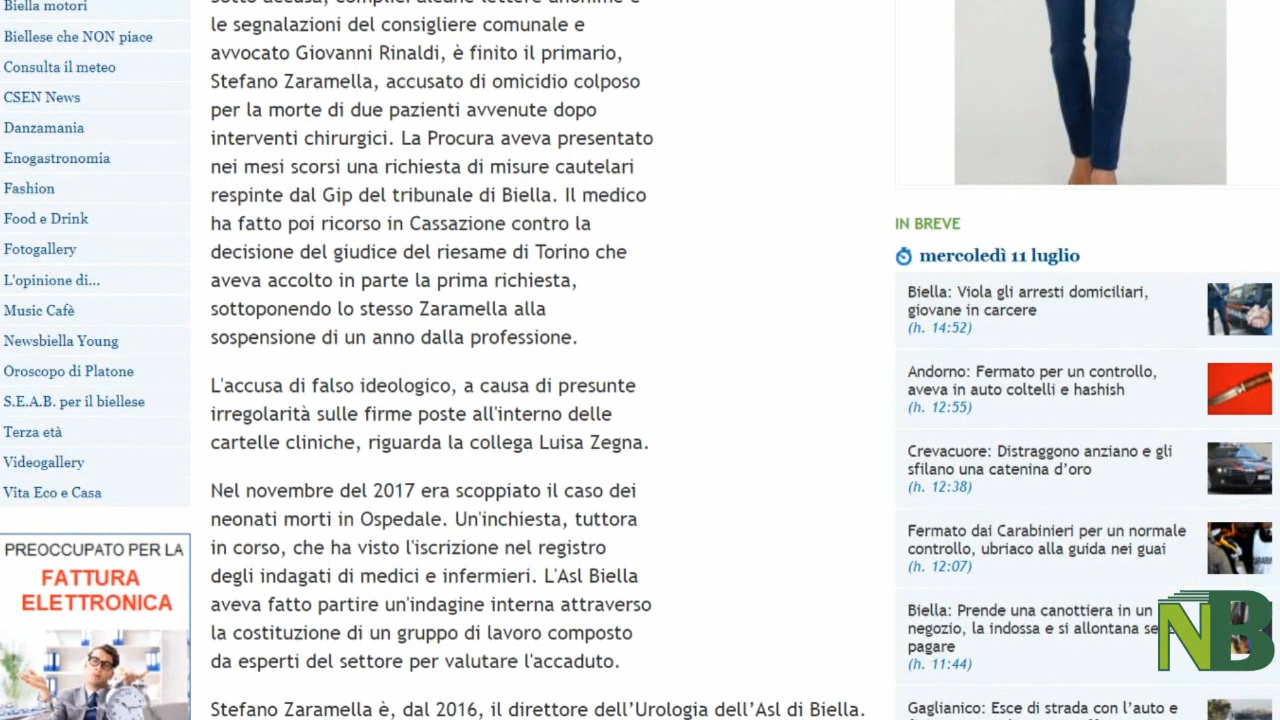 Biella motori
Biellese che NON piace
Consulta il meteo
CSEN News
Danzamania
Enogastronomia
Fashion
Food e Drink
Fotogallery
L'opinione di...
Music Cafè
Newsbiella Young
Oroscopo di Platone
S.E.A.B. per il biellese
Terza età
Videogallery
Vita Eco e Casa
PREOCCUPATO PER LA
FATTURA
ELETTRONICA
sotto accusa, complici alcune lettere anonime e
le segnalazioni del consigliere comunale e
avvocato Giovanni Rinaldi, è finito il primario,
Stefano Zaramella, accusato di omicidio colposo
per la morte di due pazienti avvenute dopo
interventi chirurgici. La Procura aveva presentato
nei mesi scorsi una richiesta di misure cautelari
respinte dal Gip del tribunale di Biella. Il medico
ha fatto poi ricorso in Cassazione contro la
decisione del giudice del riesame di Torino che
aveva accolto in parte la prima richiesta,
sottoponendo lo stesso Zaramella alla
sospensione di un anno dalla professione.
L'accusa di falso ideologico, a causa di presunte
irregolarità sulle firme poste all'interno delle
cartelle cliniche, riguarda la collega Luisa Zegna.
Nel novembre del 2017 era scoppiato il caso dei
neonati morti in Ospedale. Un'inchiesta, tuttora
in corso, che ha visto l'iscrizione nel registro
degli indagati di medici e infermieri. L'Asl Biella
aveva fatto partire un'indagine interna attraverso
la costituzione di un gruppo di lavoro composto
da esperti del settore per valutare l'accaduto.
Stefano Zaramella è, dal 2016, il direttore dell'Urologia dell'Asl di Biella.
IN BREVE
mercoledì 11 luglio
Biella: Viola gli arresti domiciliari,
giovane in carcere
(h. 14:52)
Andorno: Fermato per un controllo,
aveva in auto coltelli e hashish
(h. 12:55)
Crevacuore: Distraggono anziano e gli
sfilano una catenina d'oro
(h. 12:38)
Fermato dai Carabinieri per un normale
controllo, ubriaco alla guida nei guai
(h. 12:07)
Biella: Prende una canottiera in un
negozio, la indossa e si allontana
pagare
(h. 11:44)
Gaglianico: Esce di strada con l'auto e
NB